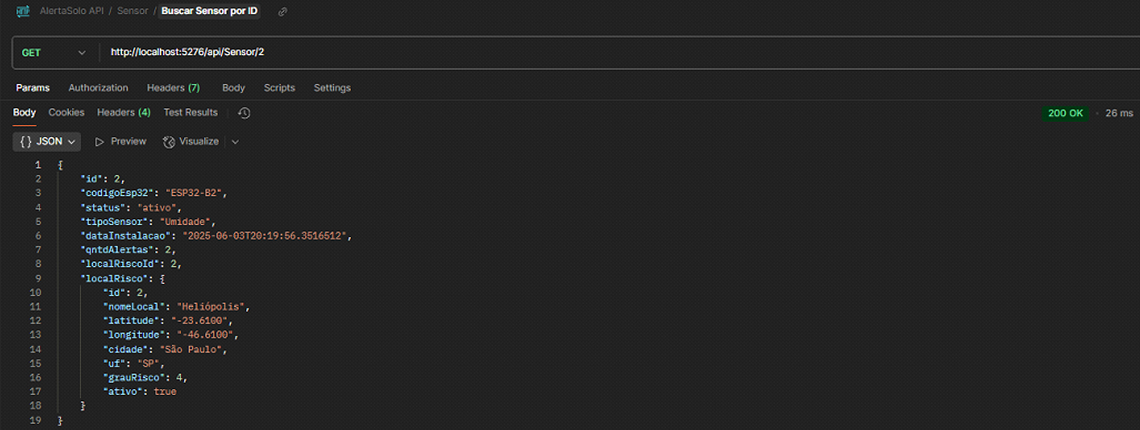 AlertaSolo API / Sensor / Buscar Sensor por ID
GET http://localhost:5276/api/Sensor/2
Params Authorization Headers (7) Body Scripts Settings
Body Cookies Headers (4) Test Results 200 OK · 26 ms
{} JSON Preview Visualize
1 {
2 "id": 2,
3 "codigoEsp32": "ESP32-B2",
4 "status": "ativo",
5 "tipoSensor": "Umidade",
6 "dataInstalacao": "2025-06-03T20:19:56.3516512",
7 "qntdAlertas": 2,
8 "localRiscoId": 2,
9 "localRisco": {
10 "id": 2,
11 "nomeLocal": "Heliópolis",
12 "latitude": "-23.6100",
13 "longitude": "-46.6100",
14 "cidade": "São Paulo",
15 "uf": "SP",
16 "grauRisco": 4,
17 "ativo": true
18 }
19 }